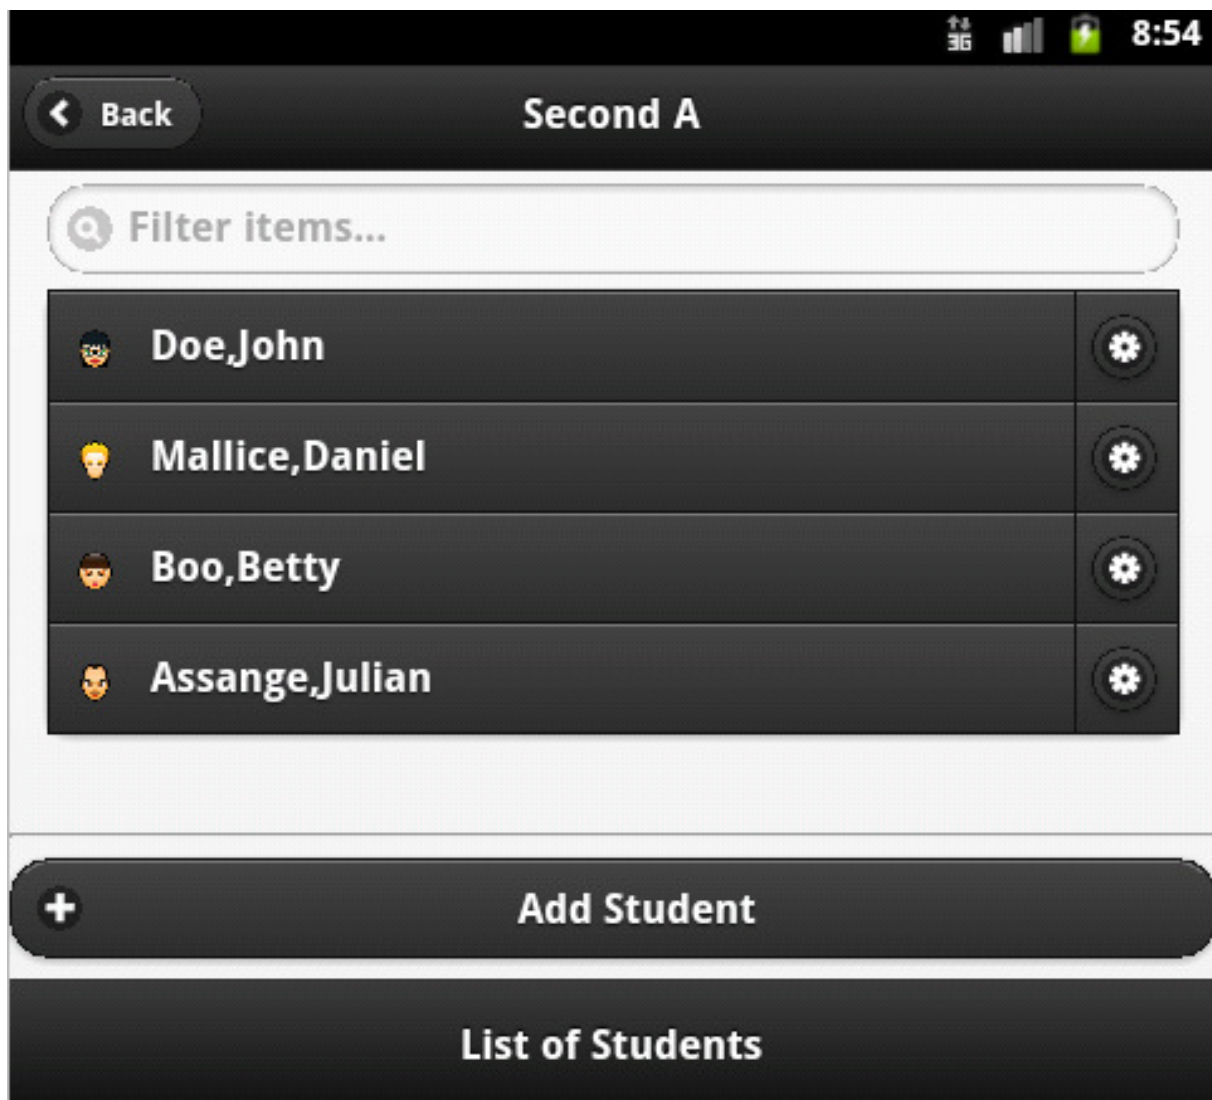 3G 8:54
Back Second A
Filter items...
Doe,John
Mallice,Daniel
Boo,Betty
Assange,Julian
Add Student
List of Students